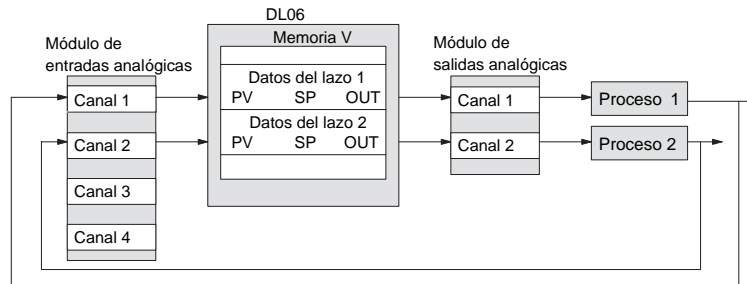 DL06
Memoria V
Módulo de
entradas analógicas
Módulo de
salidas analógicas
Datos del lazo 1
PV SP OUT
Datos del lazo 2
PV SP OUT
Canal 1
Canal 2
Canal 3
Canal 4
Canal 1
Canal 2
Proceso 1
Proceso 2